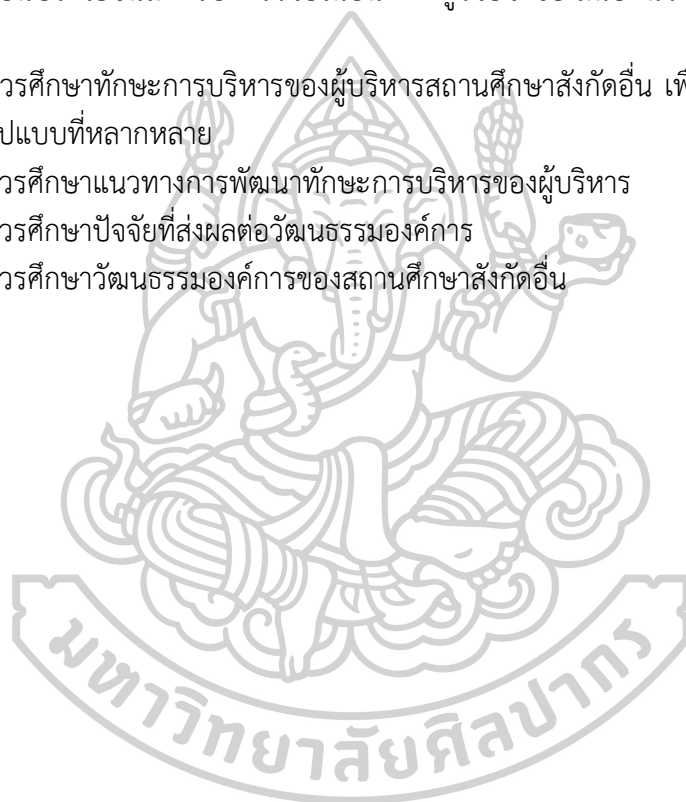 วรศึกษาทักษะการบริหารของผู้บริหารสถานศึกษาสังกัดอื่น เพื
ปแบบที่หลากหลาย
วรศึกษาแนวทางการพัฒนาทักษะการบริหารของผู้บริหาร
วรศึกษาปัจจัยที่ส่งผลต่อวัฒนธรรมองค์การ
วรศึกษาวัฒนธรรมองค์การของสถานศึกษาสังกัดอื่น
มหาวิทยาลัยศิลปากร